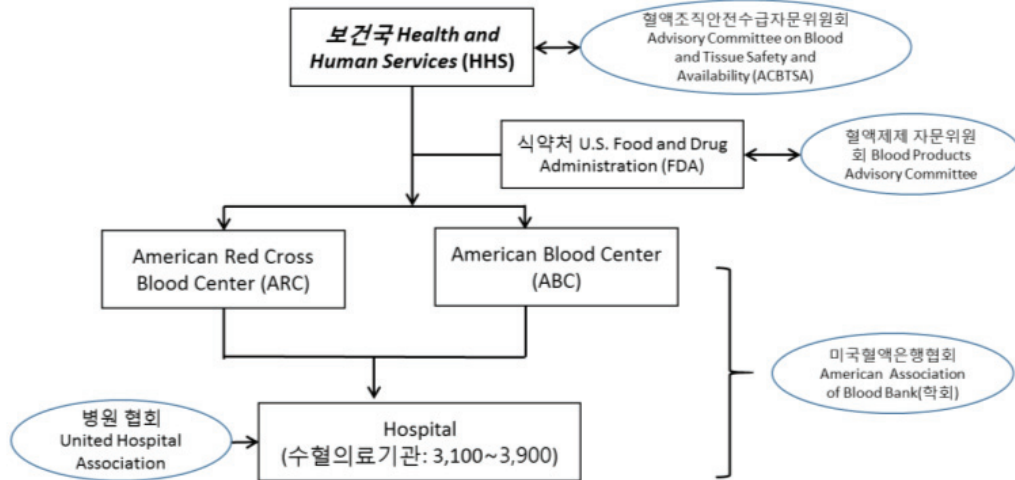 보건국 Health and
Human Services (HHS)
혈액조직안전수급자문위원회
Advisory Committee on Blood
and Tissue Safety and
Availability (ACBTSA)
식약처 U.S. Food and Drug
Administration (FDA)
혈액제제 자문위원
회 Blood Products
Advisory Committee
American Red Cross
Blood Center (ARC)
American Blood Center
(ABC)
미국혈액은행협회
American Association
of Blood Bank(학회)
병원 협회
United Hospital
Association
Hospital
(수혈의료기관: 3,100~3,900)